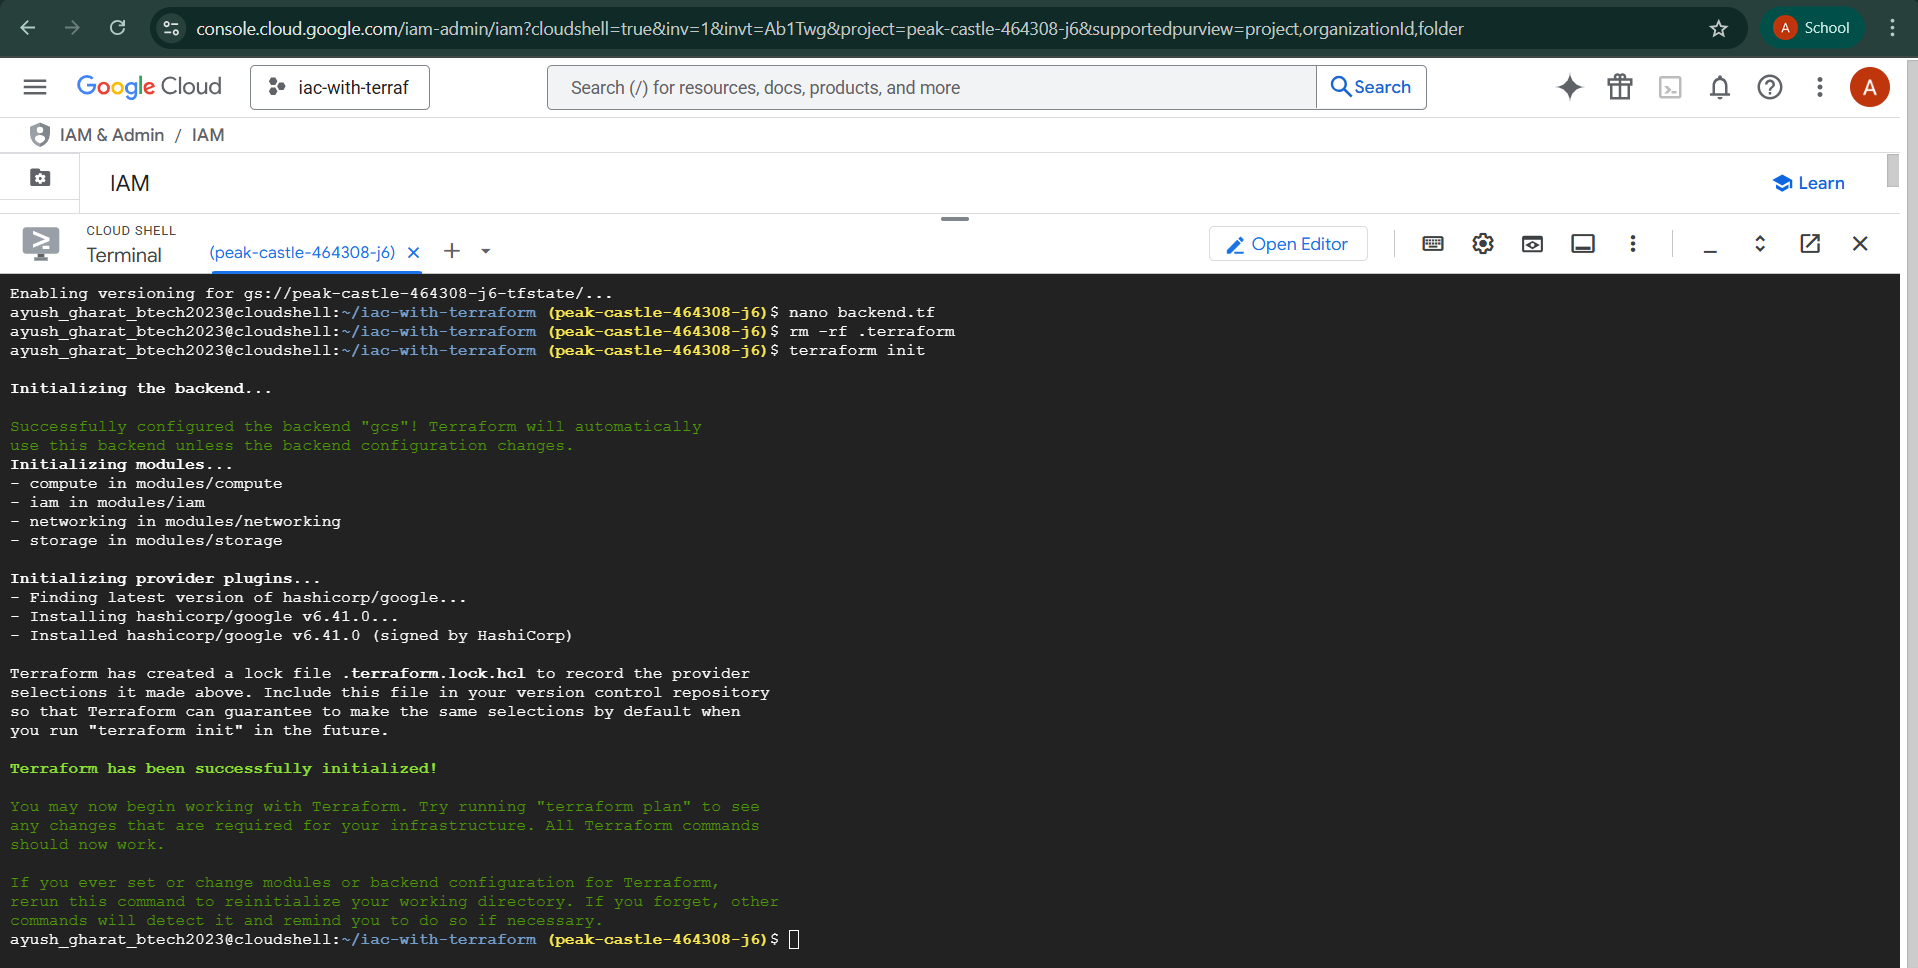 console.cloud.google.com/iam-admin/iam?cloudshell=true&inv=1&invt=Ab1Twg&project=peak-castle-464308-j6&supportedpurview=project,organizationId,folder
A School
Google Cloud
iac-with-terraf
Search (/) for resources, docs, products, and more
Search
A
IAM & Admin / IAM
IAM
Learn
CLOUD SHELL
Terminal
(peak-castle-464308-j6)
Open Editor
Enabling versioning for gs://peak-castle-464308-j6-tfstate/...
ayush_gharat_btech2023@cloudshell:~/iac-with-terraform (peak-castle-464308-j6)$ nano backend.tf
ayush_gharat_btech2023@cloudshell:~/iac-with-terraform (peak-castle-464308-j6)$ rm -rf .terraform
ayush_gharat_btech2023@cloudshell:~/iac-with-terraform (peak-castle-464308-j6)$ terraform init
Initializing the backend...
Successfully configured the backend "gcs"! Terraform will automatically
use this backend unless the backend configuration changes.
Initializing modules...
- compute in modules/compute
- iam in modules/iam
- networking in modules/networking
- storage in modules/storage
Initializing provider plugins...
- Finding latest version of hashicorp/google...
- Installing hashicorp/google v6.41.0...
- Installed hashicorp/google v6.41.0 (signed by HashiCorp)
Terraform has created a lock file .terraform.lock.hcl to record the provider
selections it made above. Include this file in your version control repository
so that Terraform can guarantee to make the same selections by default when
you run "terraform init" in the future.
Terraform has been successfully initialized!
You may now begin working with Terraform. Try running "terraform plan" to see
any changes that are required for your infrastructure. All Terraform commands
should now work.
If you ever set or change modules or backend configuration for Terraform,
rerun this command to reinitialize your working directory. If you forget, other
commands will detect it and remind you to do so if necessary.
ayush_gharat_btech2023@cloudshell:~/iac-with-terraform (peak-castle-464308-j6)$